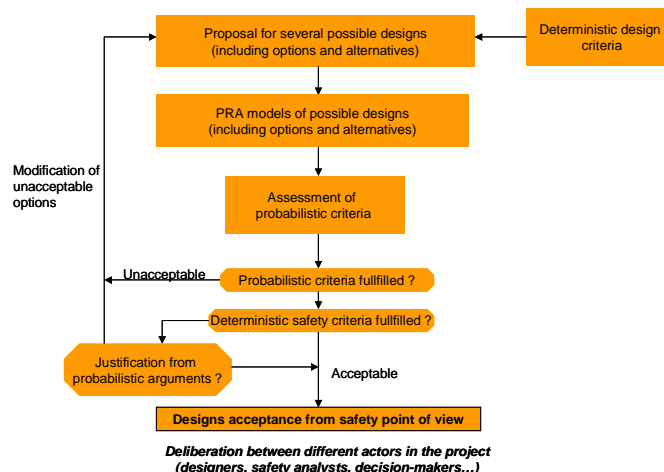 Proposal for several possible designs
(including options and alternatives)
Deterministic design
criteria
PRA models of possible designs
(including options and alternatives)
Modification of
unacceptable
options
Assessment of
probabilistic criteria
Unacceptable
Probabilistic criteria fullfilled ?
Deterministic safety criteria fullfilled ?
Justification from
probabilistic arguments ?
Acceptable
Designs acceptance from safety point of view
Deliberation between different actors in the project
(designers, safety analysts, decision-makers…)